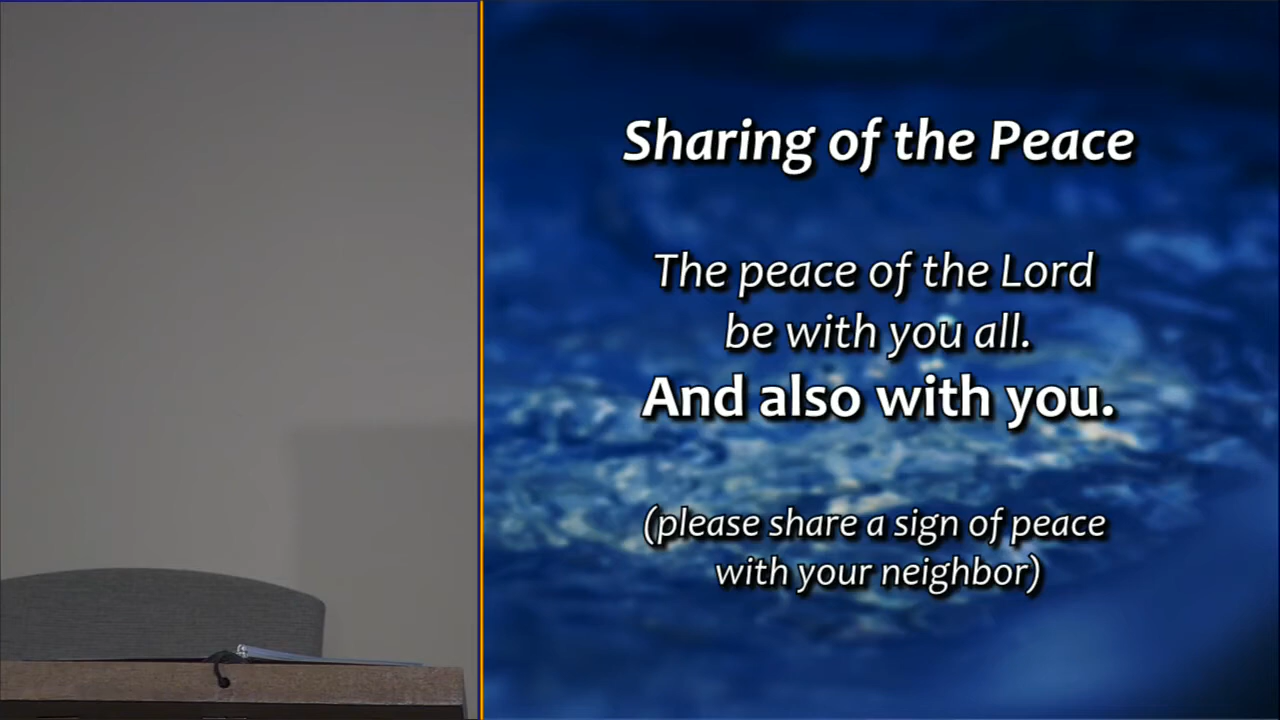 Sharing of the Peace
The peace of the Lord
be with you all.
And also with you.
(please share a sign of peace
with your neighbor)